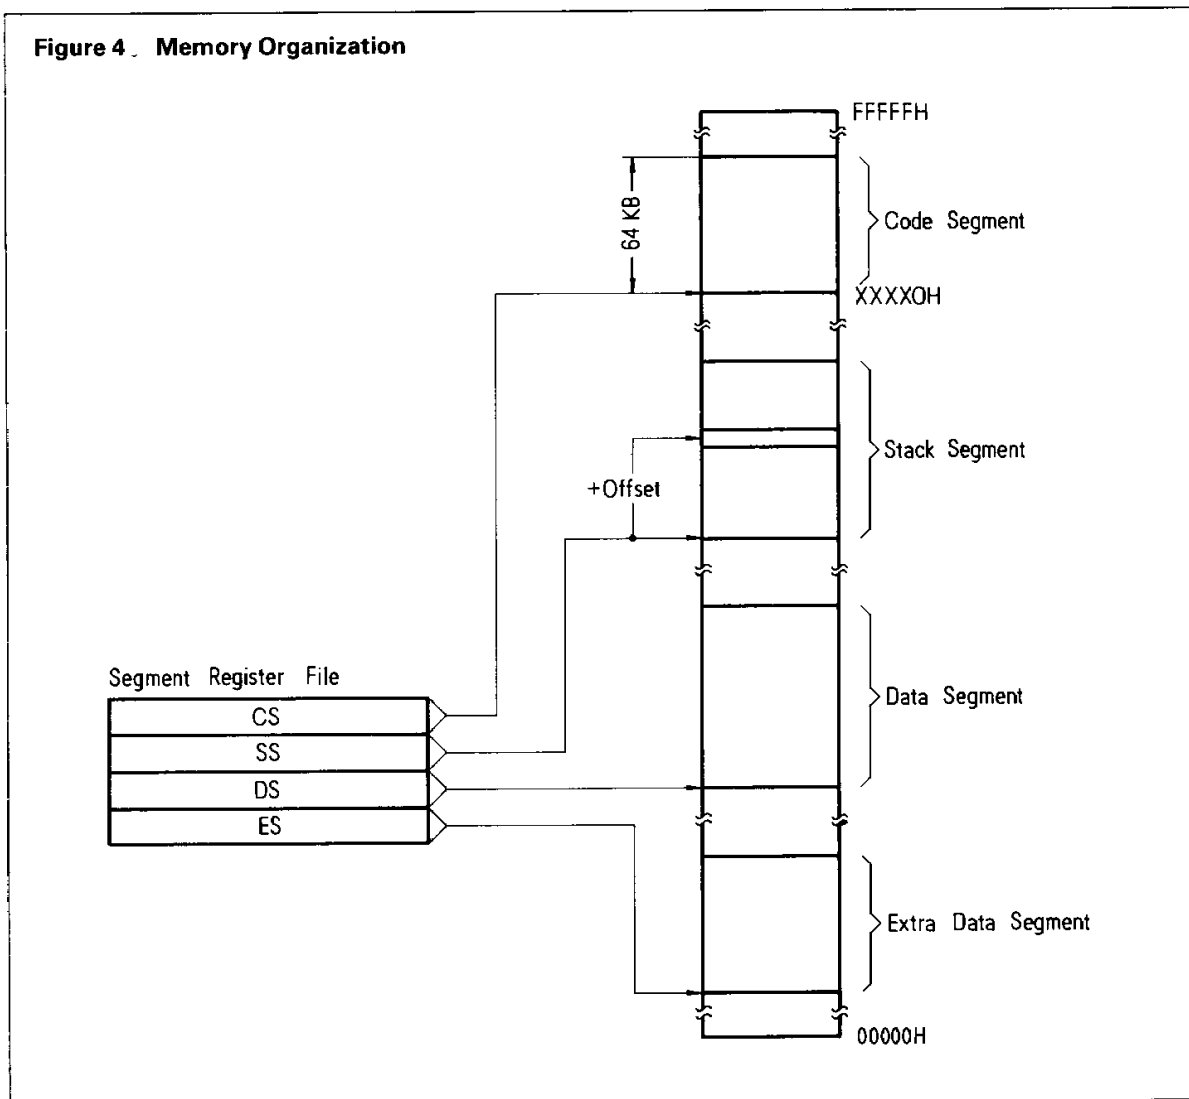 Figure 4 Memory Organization
FFFFFH
64 KB
Code Segment
XXXXOH
Stack Segment
+Offset
Segment Register File
CS
SS
DS
ES
Data Segment
Extra Data Segment
00000H